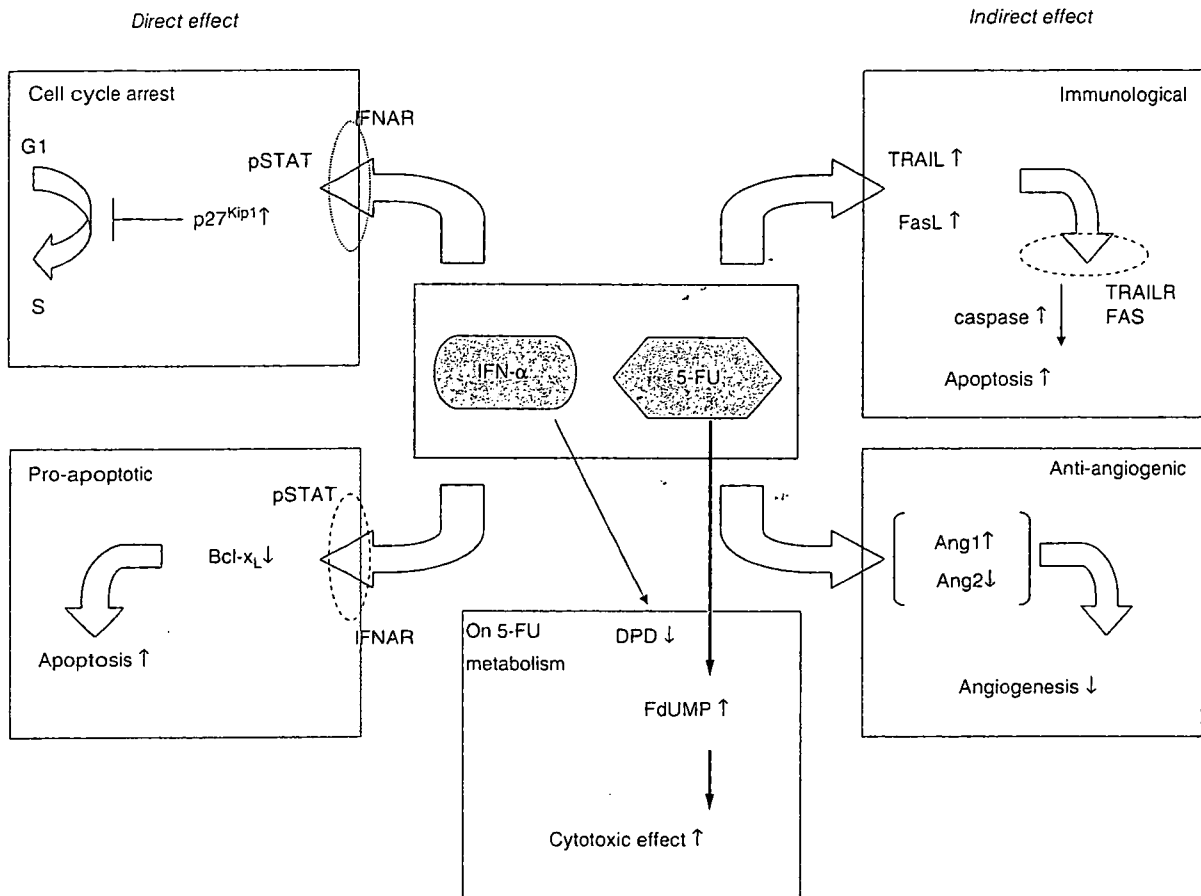 Direct effect
Indirect effect
Cell cycle arrest
G1
IFNAR
pSTAT
p27Kip1↑
S
Immunological
TRAIL ↑
FasL ↑
TRAILR
FAS
caspase ↑
Apoptosis ↑
IFN-α
5-FU
Pro-apoptotic
pSTAT
Bcl-xL↓
IFNAR
Apoptosis ↑
On 5-FU
metabolism
DPD ↓
FdUMP ↑
Cytotoxic effect ↑
Anti-angiogenic
Ang1↑
Ang2↓
Angiogenesis ↓